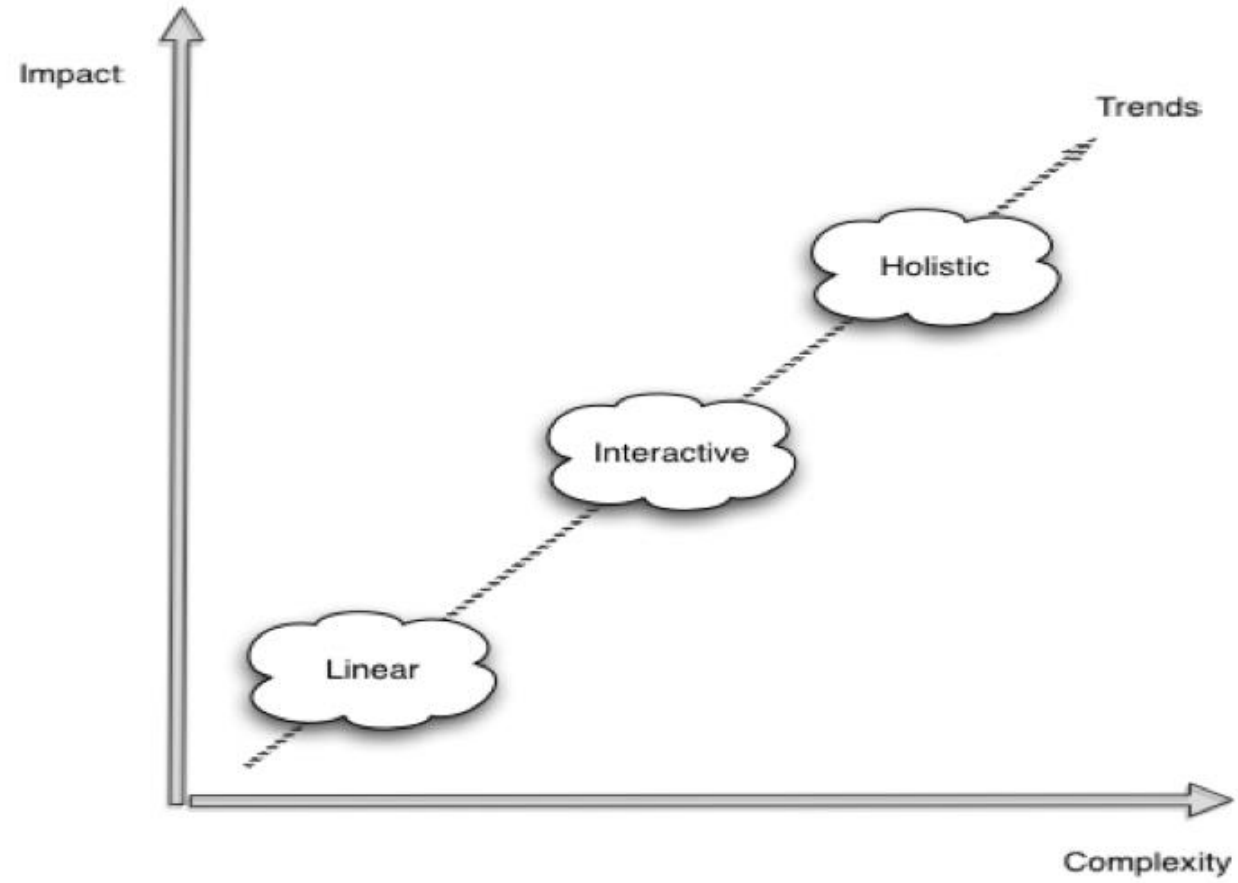 Impact
Trends
Holistic
Interactive
Linear
Complexity